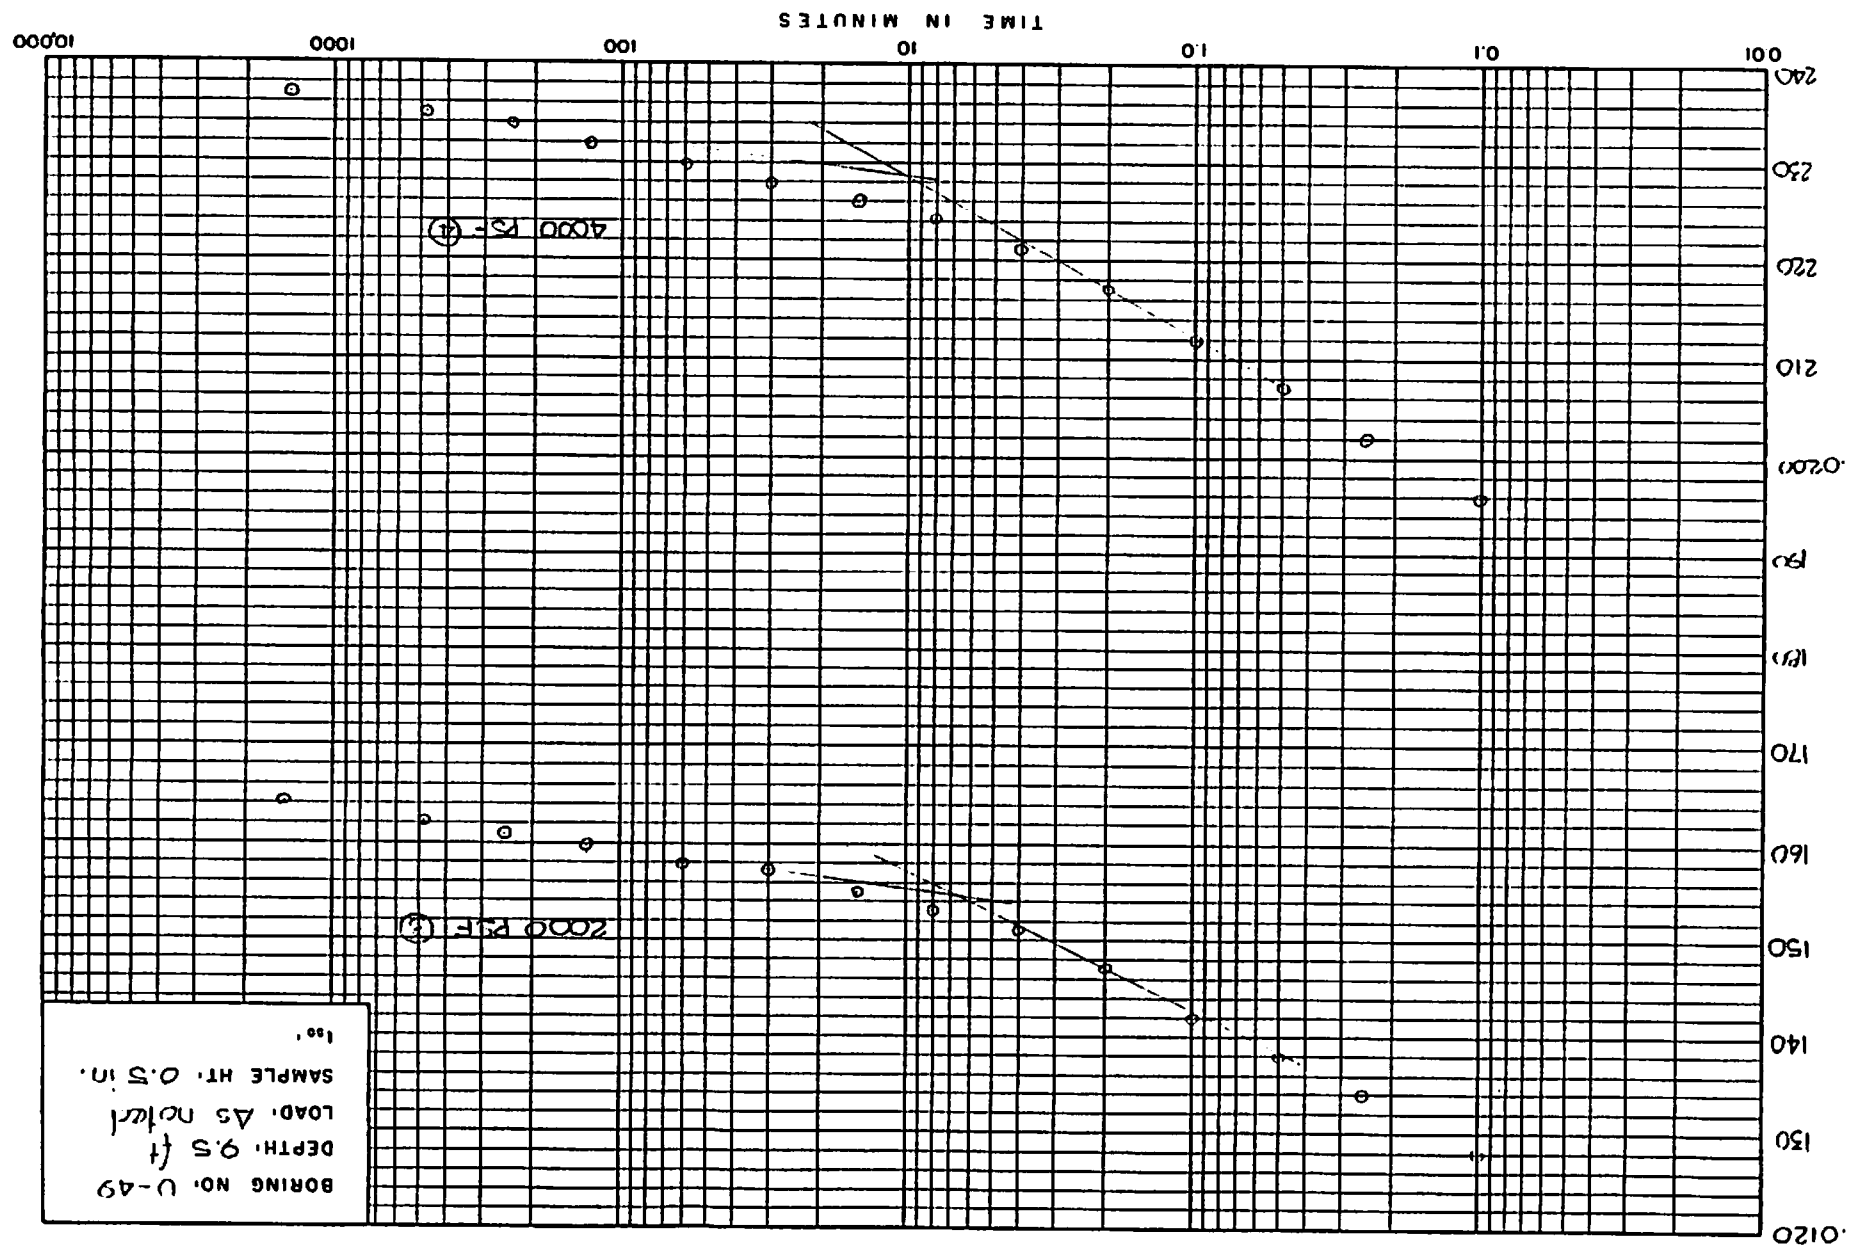 .0120
130
140
150
160
170
180
190
.0200
210
220
230
240
BORING NO: U-49
DEPTH: 9.5 ft
LOAD: As noted
SAMPLE HT: 0.5 in.
t50:
2000 PSF 3
4000 PSF 4
0.01 0.1 1.0 10 100 1000 10,000
TIME IN MINUTES